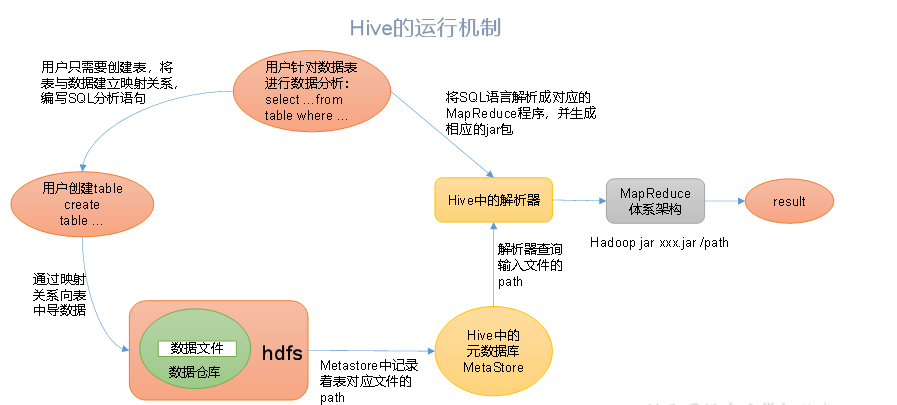 Hive的运行机制
用户只需要创建表，将
表与数据建立映射关系，
编写SQL分析语句
用户针对数据表
进行数据分析：
select ...from
table where ...
将SQL语言解析成对应的
MapReduce程序，并生成
相应的jar包
用户创建table
create
table ...
Hive中的解析器
MapReduce
体系架构
result
Hadoop jar xxx.jar /path
解析器查询
输入文件的
path
通过映射
关系向表
中导数据
数据文件
数据仓库
hdfs
Metastore中记录
着表对应文件的
path
Hive中的
元数据库
MetaStore